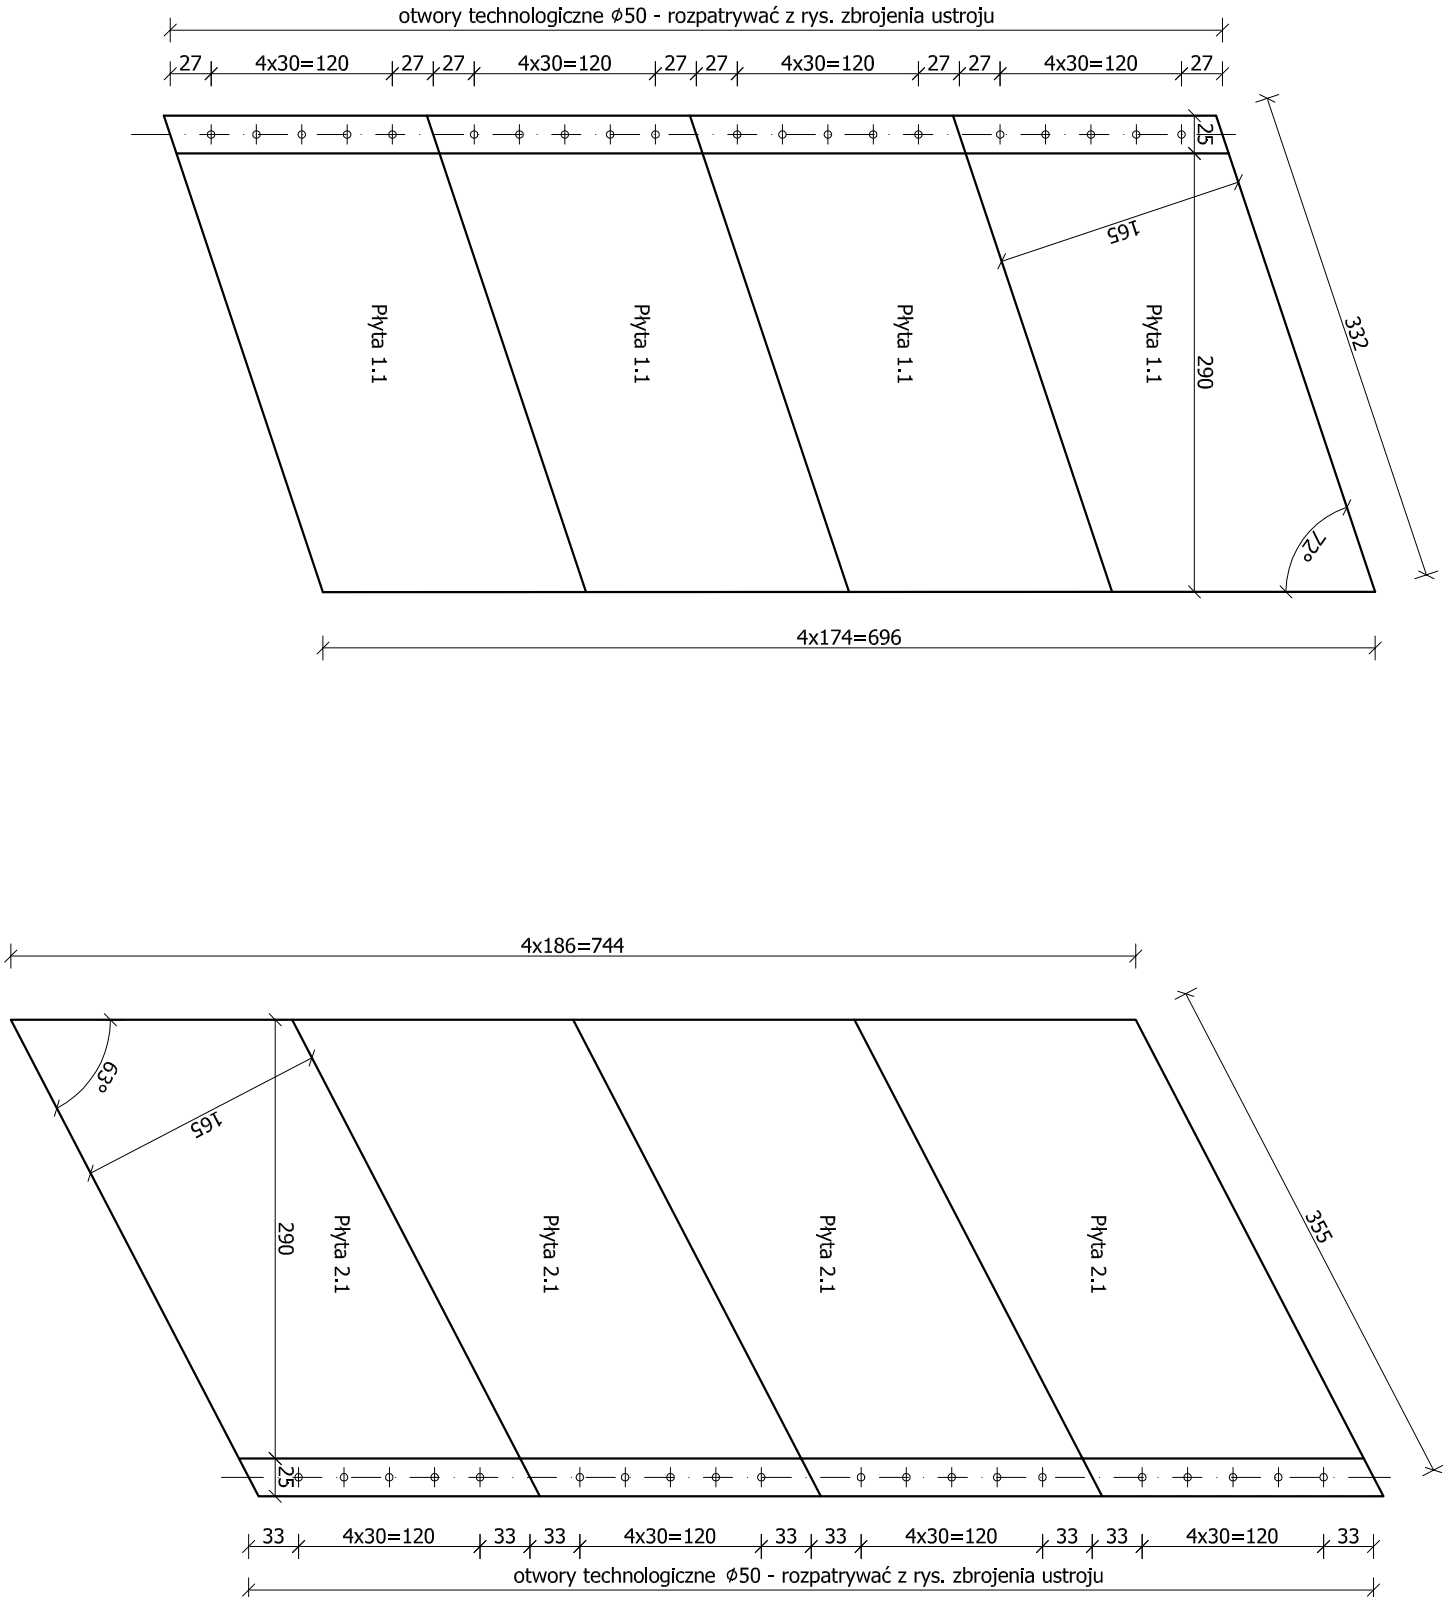 otwory technologiczne ϕ50 - rozpatrywać z rys. zbrojenia ustroju
27 4x30=120 27 27 4x30=120 27 27 4x30=120 27 27 4x30=120 27
25
165
332
Płyta 1.1 Płyta 1.1 Płyta 1.1 Płyta 1.1
290
72°
4x174=696
4x186=744
63°
165
290
355
Płyta 2.1 Płyta 2.1 Płyta 2.1 Płyta 2.1
25
33 4x30=120 33 33 4x30=120 33 33 4x30=120 33 33 4x30=120 33
otwory technologiczne ϕ50 - rozpatrywać z rys. zbrojenia ustroju